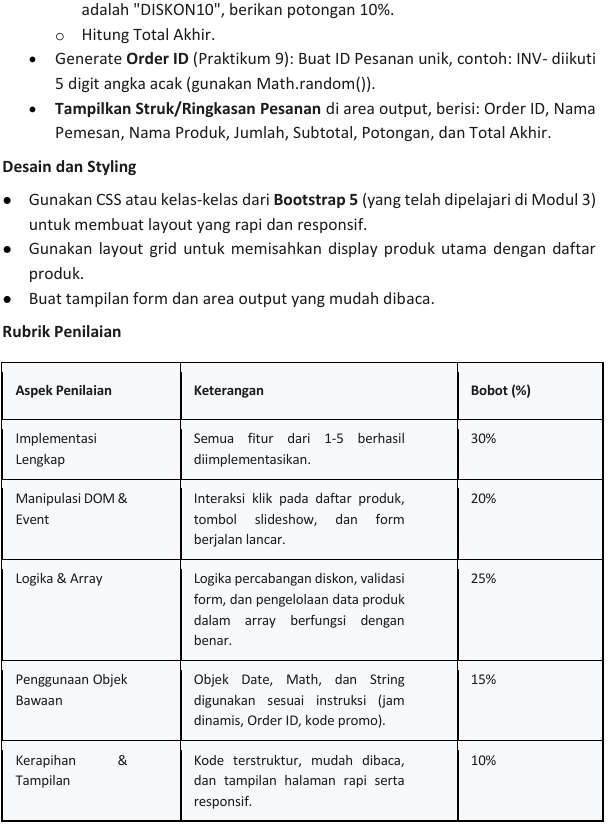 adalah "DISKON10", berikan potongan 10%.
o Hitung Total Akhir.
• Generate Order ID (Praktikum 9): Buat ID Pesanan unik, contoh: INV- diikuti
5 digit angka acak (gunakan Math.random()).
• Tampilkan Struk/Ringkasan Pesanan di area output, berisi: Order ID, Nama
Pemesan, Nama Produk, Jumlah, Subtotal, Potongan, dan Total Akhir.
Desain dan Styling
● Gunakan CSS atau kelas-kelas dari Bootstrap 5 (yang telah dipelajari di Modul 3)
untuk membuat layout yang rapi dan responsif.
● Gunakan layout grid untuk memisahkan display produk utama dengan daftar
produk.
● Buat tampilan form dan area output yang mudah dibaca.
Rubrik Penilaian
Aspek Penilaian Keterangan Bobot (%)
Implementasi Semua fitur dari 1-5 berhasil 30%
Lengkap diimplementasikan.
Manipulasi DOM & Interaksi klik pada daftar produk, 20%
Event tombol slideshow, dan form
berjalan lancar.
Logika & Array Logika percabangan diskon, validasi 25%
form, dan pengelolaan data produk
dalam array berfungsi dengan
benar.
Penggunaan Objek Objek Date, Math, dan String 15%
Bawaan digunakan sesuai instruksi (jam
dinamis, Order ID, kode promo).
Kerapihan & Kode terstruktur, mudah dibaca, 10%
Tampilan dan tampilan halaman rapi serta
responsif.